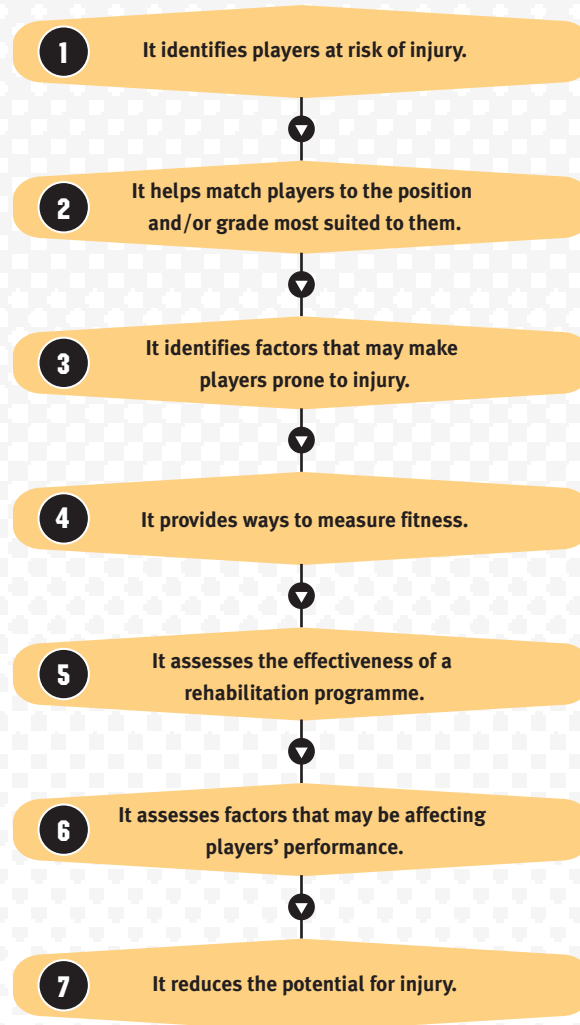 1
It identifies players at risk of injury.
2
It helps match players to the position
and/or grade most suited to them.
3
It identifies factors that may make
players prone to injury.
4
It provides ways to measure fitness.
5
It assesses the effectiveness of a
rehabilitation programme.
6
It assesses factors that may be affecting
players’ performance.
7
It reduces the potential for injury.